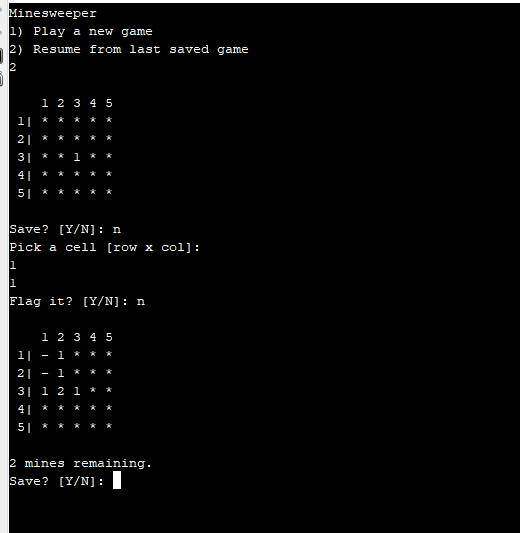 Minesweeper
1) Play a new game
2) Resume from last saved game
2
1 2 3 4 5
1| * * * * *
2| * * * * *
3| * * 1 * *
4| * * * * *
5| * * * * *
Save? [Y/N]: n
Pick a cell [row x col]:
1
1
Flag it? [Y/N]: n
1 2 3 4 5
1| - 1 * * *
2| - 1 * * *
3| 1 2 1 * *
4| * * * * *
5| * * * * *
2 mines remaining.
Save? [Y/N]: